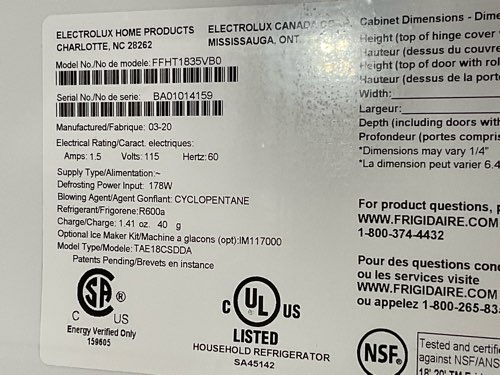 ELECTROLUX HOME PRODUCTS
CHARLOTTE, NC 28262
ELECTROLUX CANADA
MISSISSAUGA, ONT.
Model No./No de modele: FFHT1835VB0
Serial No./No de serie: BA01014159
Manufactured/Fabrique: 03-20
Electrical Rating/Caract. electriques:
Amps: 1.5 Volts: 115 Hertz: 60
Supply Type/Alimentation:~
Defrosting Power Input: 178W
Blowing Agent/Agent Gonflant: CYCLOPENTANE
Refrigerant/Frigorene:R600a
Charge/Charge: 1.41 oz. 40 g
Optional Ice Maker Kit/Machine a glacons (opt):IM117000
Model Type/Modele:TAE18CSDDA
Patents Pending/Brevets en instance
CSA ®
C US
Energy Verified Only
159605
C UL US
LISTED
HOUSEHOLD REFRIGERATOR
SA45142
Cabinet Dimensions - Dime
Height (top of hinge cover
Hauteur (dessus du couver
Height (top of door with rol
Hauteur (dessus de la porte
Width:
Largeur:
Depth (including doors with
Profondeur (portes compris
*Dimensions may vary 1/4"
*La dimension peut varier 6.4
For product questions,
WWW.FRIGIDAIRE.COM
1-800-374-4432
Pour des questions con
ou les services visite
WWW.FRIGIDAIRE.COM
ou appelez 1-800-265-83
NSF.
Tested and certifie
against NSF/ANS